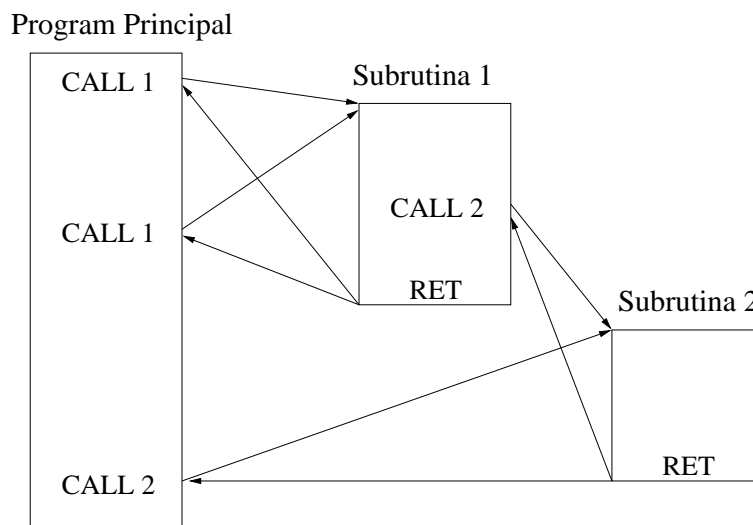 Program Principal
CALL 1
Subrutina 1
CALL 1
CALL 2
RET
Subrutina 2
CALL 2
RET